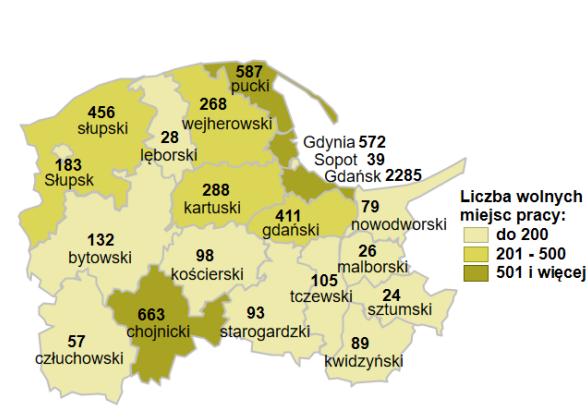 587
pucki
456
słupski
268
wejherowski
28
lęborski
Gdynia 572
Sopot 39
Gdańsk 2285
183
Słupsk
288
kartuski
411
gdański
79
nowodworski
Liczba wolnych
miejsc pracy:
do 200
201 - 500
501 i więcej
132
bytowski
98
kościerski
26
malborski
105
tczewski
24
sztumski
663
chojnicki
93
starogardzki
57
człuchowski
89
kwidzyński